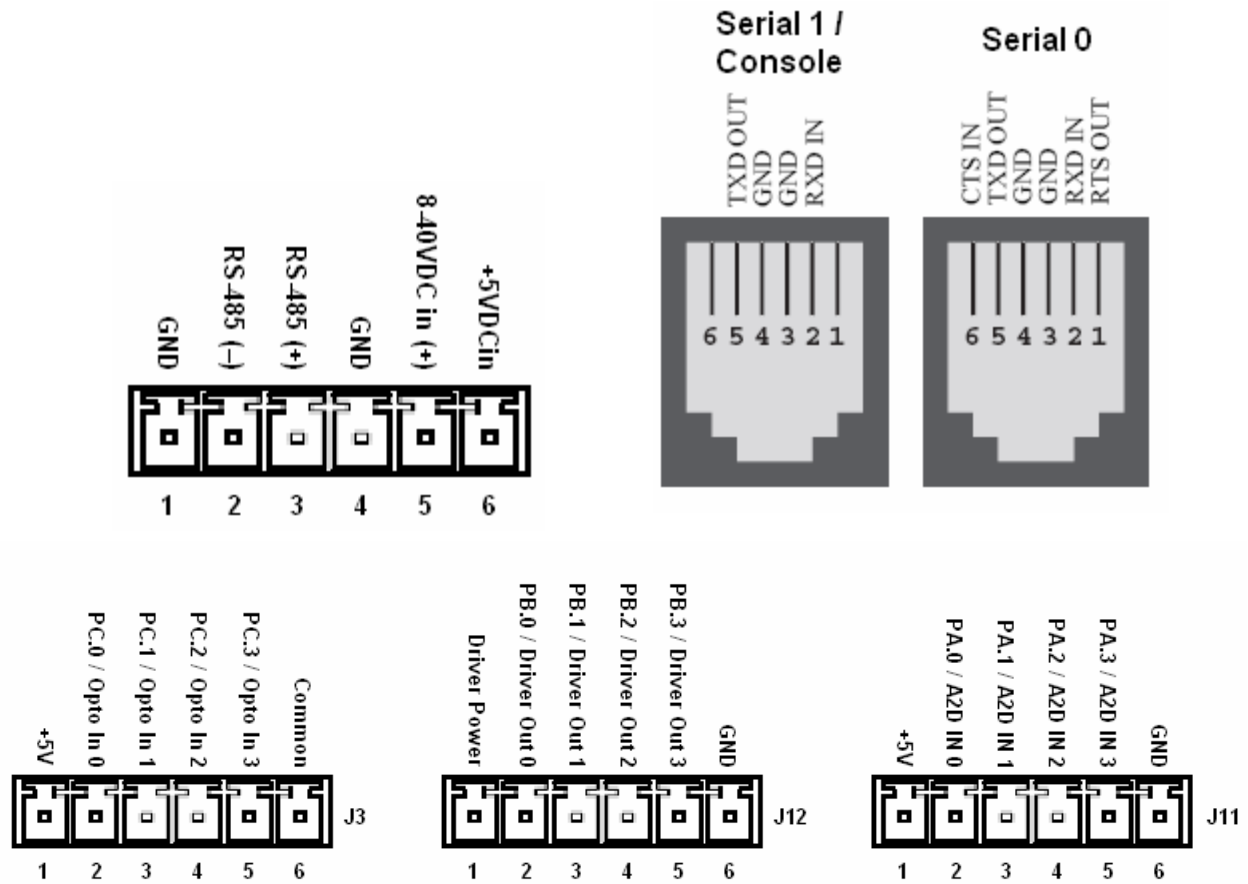 Serial 1 /
Console
Serial 0
TXD OUT
GND
GND
RXD IN
CTS IN
TXD OUT
GND
GND
RXD IN
RTS OUT
6 5 4 3 2 1
6 5 4 3 2 1
GND
RS-485 (–)
RS-485 (+)
GND
8-40VDC in (+)
+5VDCin
1 2 3 4 5 6
+5V
PC.0 / Opto In 0
PC.1 / Opto In 1
PC.2 / Opto In 2
PC.3 / Opto In 3
Common
J3
1 2 3 4 5 6
Driver Power
PB.0 / Driver Out 0
PB.1 / Driver Out 1
PB.2 / Driver Out 2
PB.3 / Driver Out 3
GND
J12
1 2 3 4 5 6
+5V
PA.0 / A2D IN 0
PA.1 / A2D IN 1
PA.2 / A2D IN 2
PA.3 / A2D IN 3
GND
J11
1 2 3 4 5 6